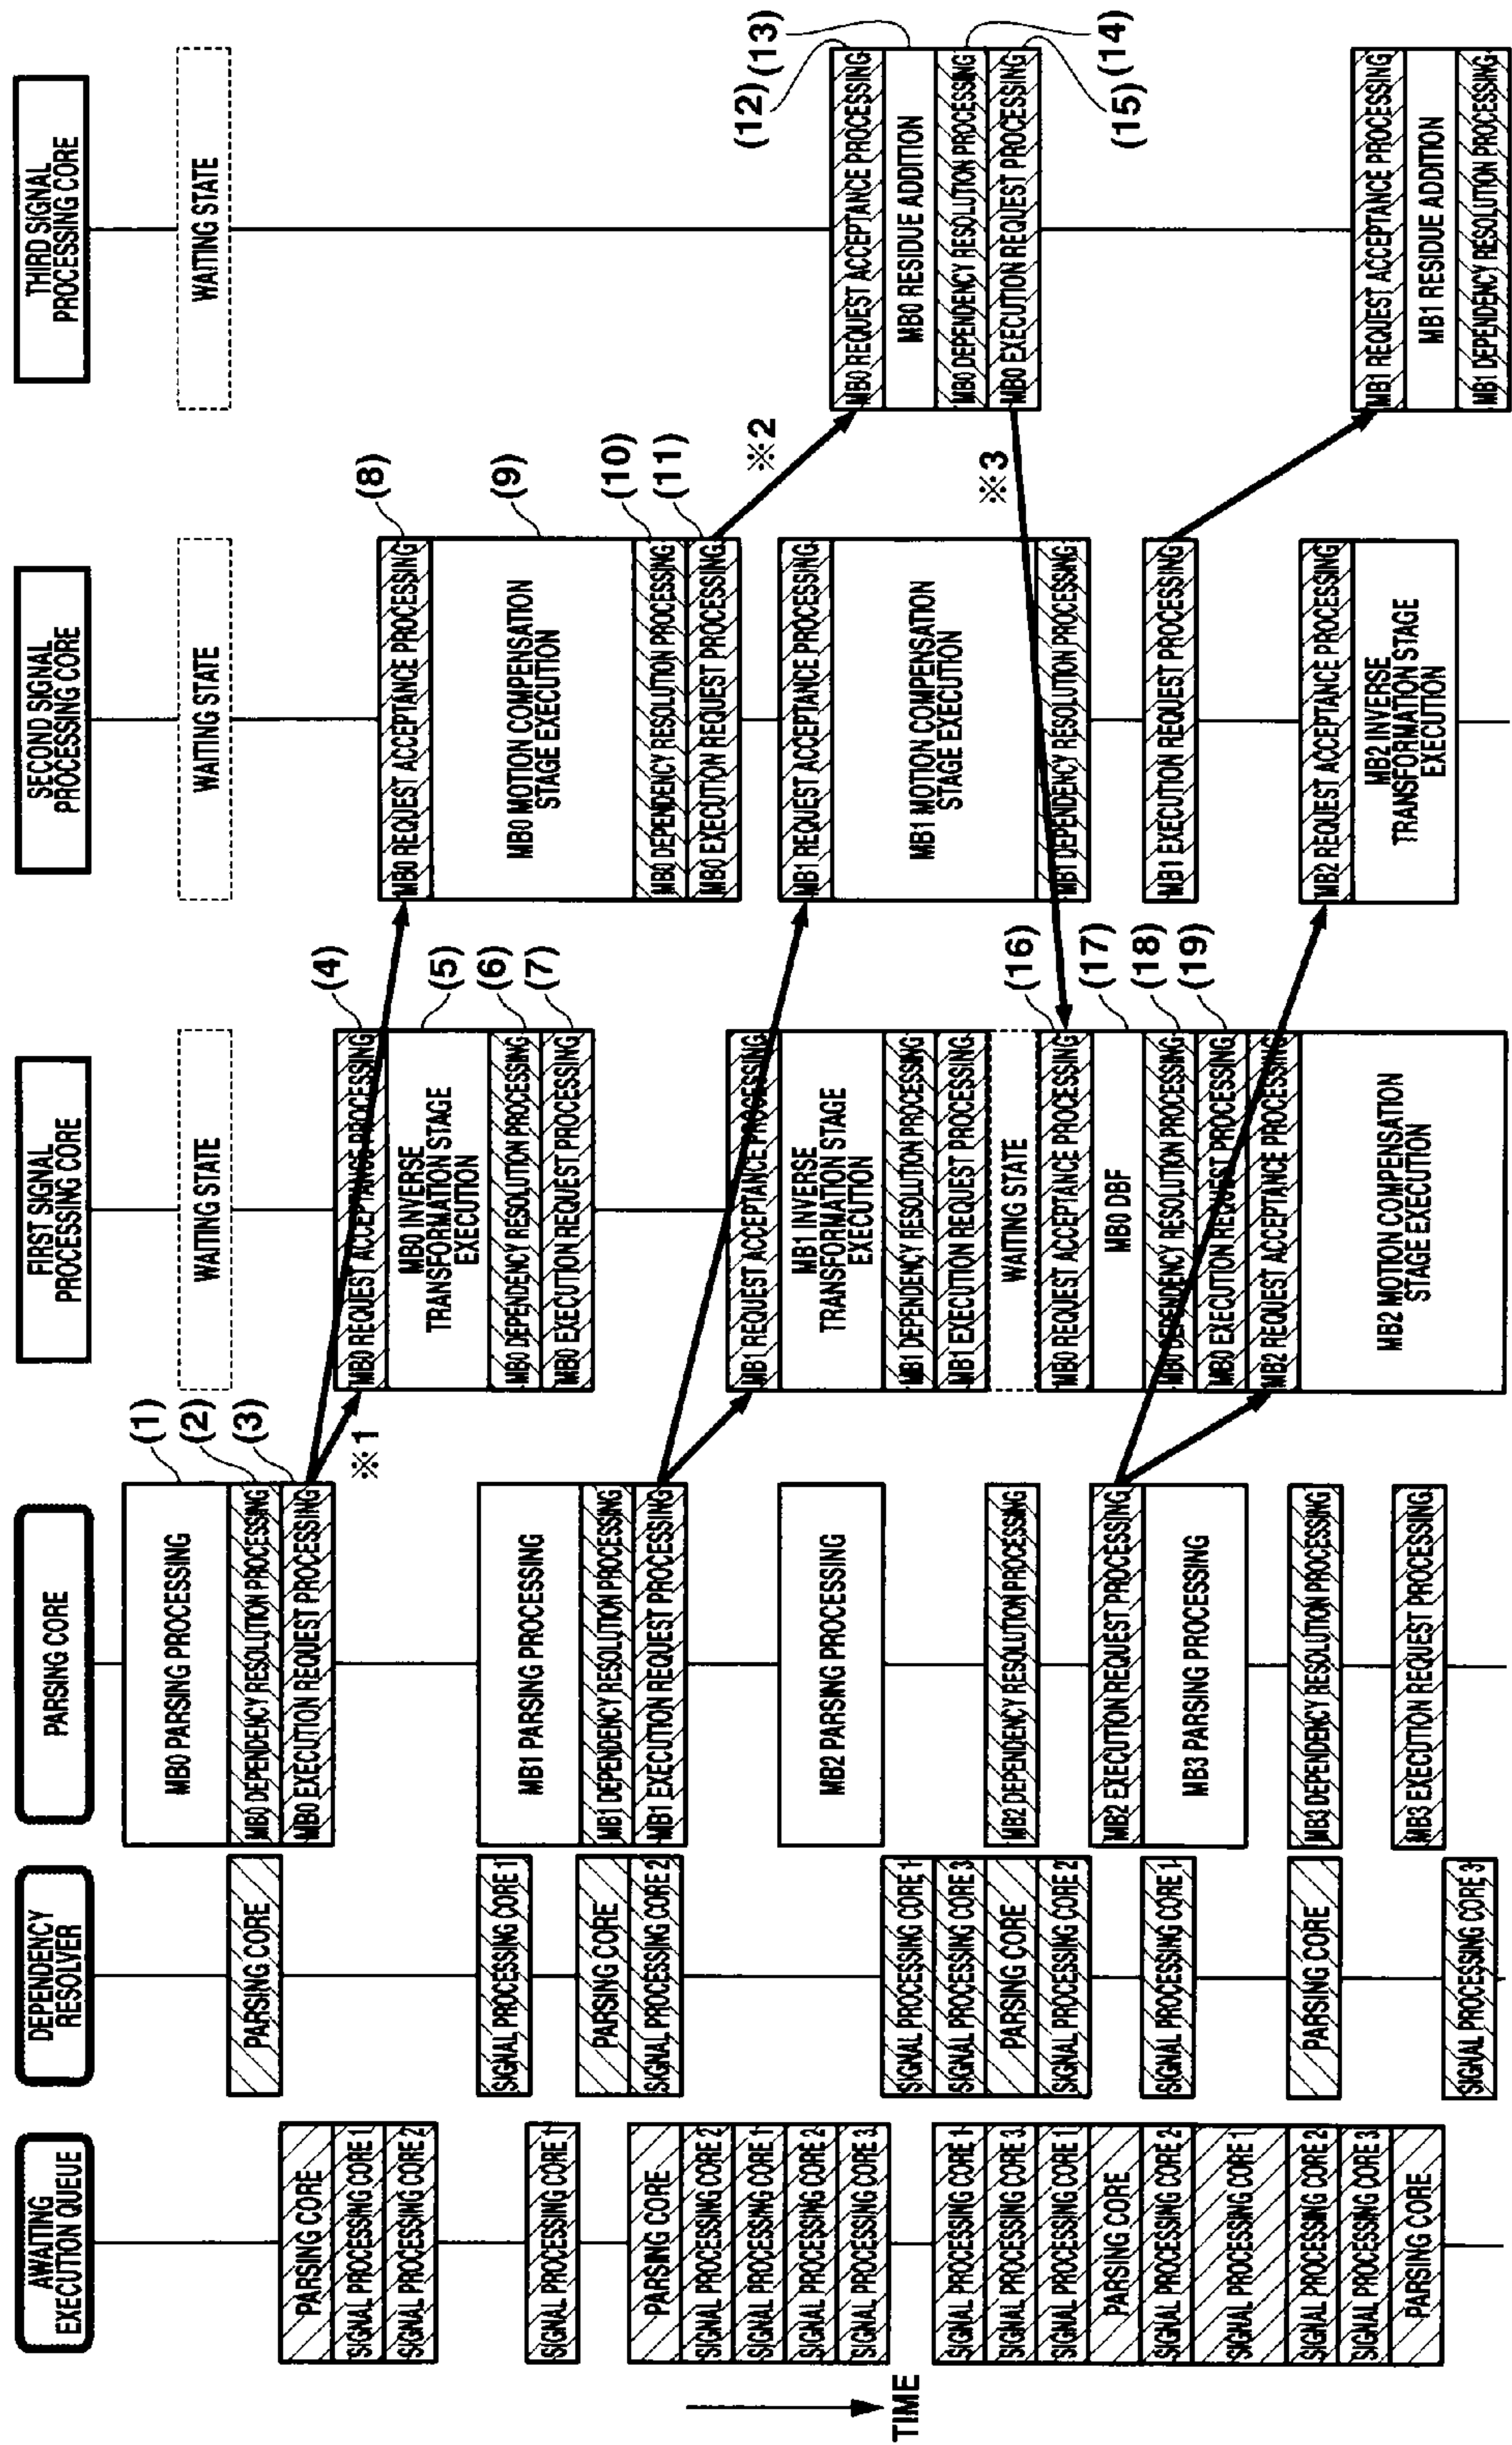 AWAITING
EXECUTION QUEUE
PARSING CORE
SIGNAL PROCESSING CORE 1
SIGNAL PROCESSING CORE 2
SIGNAL PROCESSING CORE 1
PARSING CORE
SIGNAL PROCESSING CORE 2
SIGNAL PROCESSING CORE 1
SIGNAL PROCESSING CORE 2
SIGNAL PROCESSING CORE 3
SIGNAL PROCESSING CORE 1
SIGNAL PROCESSING CORE 3
SIGNAL PROCESSING CORE 1
PARSING CORE
SIGNAL PROCESSING CORE 2
SIGNAL PROCESSING CORE 1
SIGNAL PROCESSING CORE 2
SIGNAL PROCESSING CORE 3
PARSING CORE
TIME
DEPENDENCY
RESOLVER
PARSING CORE
SIGNAL PROCESSING CORE 1
PARSING CORE
SIGNAL PROCESSING CORE 2
SIGNAL PROCESSING CORE 1
SIGNAL PROCESSING CORE 3
PARSING CORE
SIGNAL PROCESSING CORE 2
SIGNAL PROCESSING CORE 1
PARSING CORE
SIGNAL PROCESSING CORE 3
PARSING CORE
MB0 PARSING PROCESSING
(1)
MB0 DEPENDENCY RESOLUTION PROCESSING
(2)
MB0 EXECUTION REQUEST PROCESSING
(3)
※1
MB1 PARSING PROCESSING
MB1 DEPENDENCY RESOLUTION PROCESSING
MB1 EXECUTION REQUEST PROCESSING
MB2 PARSING PROCESSING
MB2 DEPENDENCY RESOLUTION PROCESSING
MB2 EXECUTION REQUEST PROCESSING
MB3 PARSING PROCESSING
MB3 DEPENDENCY RESOLUTION PROCESSING
MB3 EXECUTION REQUEST PROCESSING
FIRST SIGNAL
PROCESSING CORE
WAITING STATE
MB0 REQUEST ACCEPTANCE PROCESSING
(4)
MB0 INVERSE
TRANSFORMATION STAGE
EXECUTION
(5)
MB0 DEPENDENCY RESOLUTION PROCESSING
(6)
MB0 EXECUTION REQUEST PROCESSING
(7)
MB1 REQUEST ACCEPTANCE PROCESSING
MB1 INVERSE
TRANSFORMATION STAGE
EXECUTION
MB1 DEPENDENCY RESOLUTION PROCESSING
MB1 EXECUTION REQUEST PROCESSING
WAITING STATE
MB0 REQUEST ACCEPTANCE PROCESSING
(16)
MB0 DBF
(17)
MB0 DEPENDENCY RESOLUTION PROCESSING
(18)
MB0 EXECUTION REQUEST PROCESSING
(19)
MB2 REQUEST ACCEPTANCE PROCESSING
MB2 MOTION COMPENSATION
STAGE EXECUTION
SECOND SIGNAL
PROCESSING CORE
WAITING STATE
MB0 REQUEST ACCEPTANCE PROCESSING
(8)
MB0 MOTION COMPENSATION
STAGE EXECUTION
(9)
MB0 DEPENDENCY RESOLUTION PROCESSING
(10)
MB0 EXECUTION REQUEST PROCESSING
(11)
※2
MB1 REQUEST ACCEPTANCE PROCESSING
MB1 MOTION COMPENSATION
STAGE EXECUTION
※3
MB1 DEPENDENCY RESOLUTION PROCESSING
MB1 EXECUTION REQUEST PROCESSING
MB2 REQUEST ACCEPTANCE PROCESSING
MB2 INVERSE
TRANSFORMATION STAGE
EXECUTION
THIRD SIGNAL
PROCESSING CORE
WAITING STATE
MB0 REQUEST ACCEPTANCE PROCESSING
(12)
MB0 RESIDUE ADDITION
(13)
MB0 DEPENDENCY RESOLUTION PROCESSING
(14)
MB0 EXECUTION REQUEST PROCESSING
(15)
MB1 REQUEST ACCEPTANCE PROCESSING
MB1 RESIDUE ADDITION
MB1 DEPENDENCY RESOLUTION PROCESSING